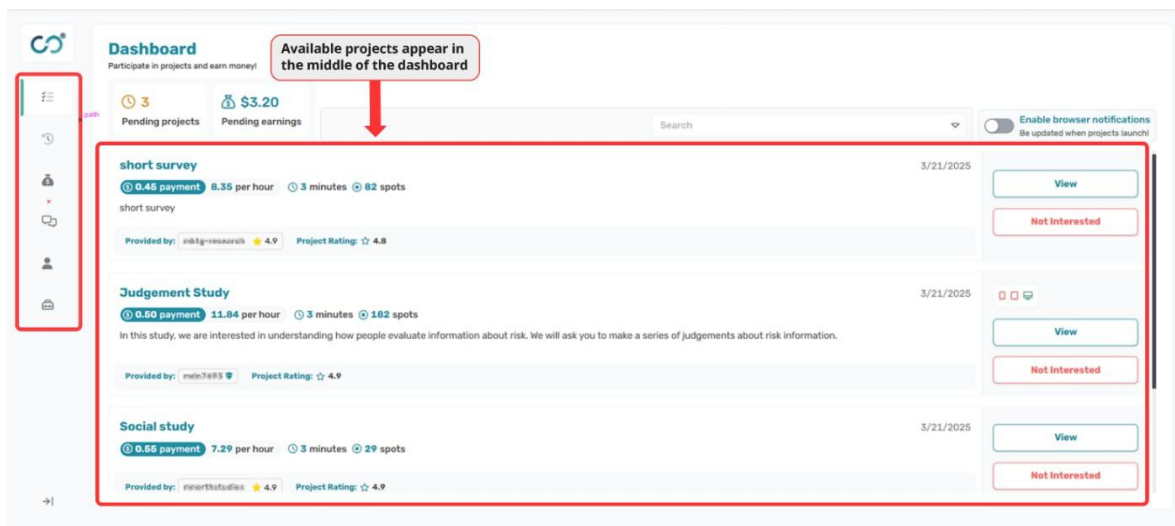 Dashboard
Participate in projects and earn money!
Available projects appear in
the middle of the dashboard
3
Pending projects
$3.20
Pending earnings
path
Search
Enable browser notifications
Be updated when projects launch!
short survey
3/21/2025
0.45 payment 8.35 per hour 3 minutes 82 spots
short survey
View
Not Interested
Provided by: mktg-research 4.9 Project Rating: 4.8
Judgement Study
3/21/2025
0.50 payment 11.84 per hour 3 minutes 182 spots
In this study, we are interested in understanding how people evaluate information about risk. We will ask you to make a series of judgements about risk information.
View
Not Interested
Provided by: Project Rating: 4.9
Social study
3/21/2025
0.55 payment 7.29 per hour 3 minutes 29 spots
View
Not Interested
Provided by: 4.9 Project Rating: 4.9